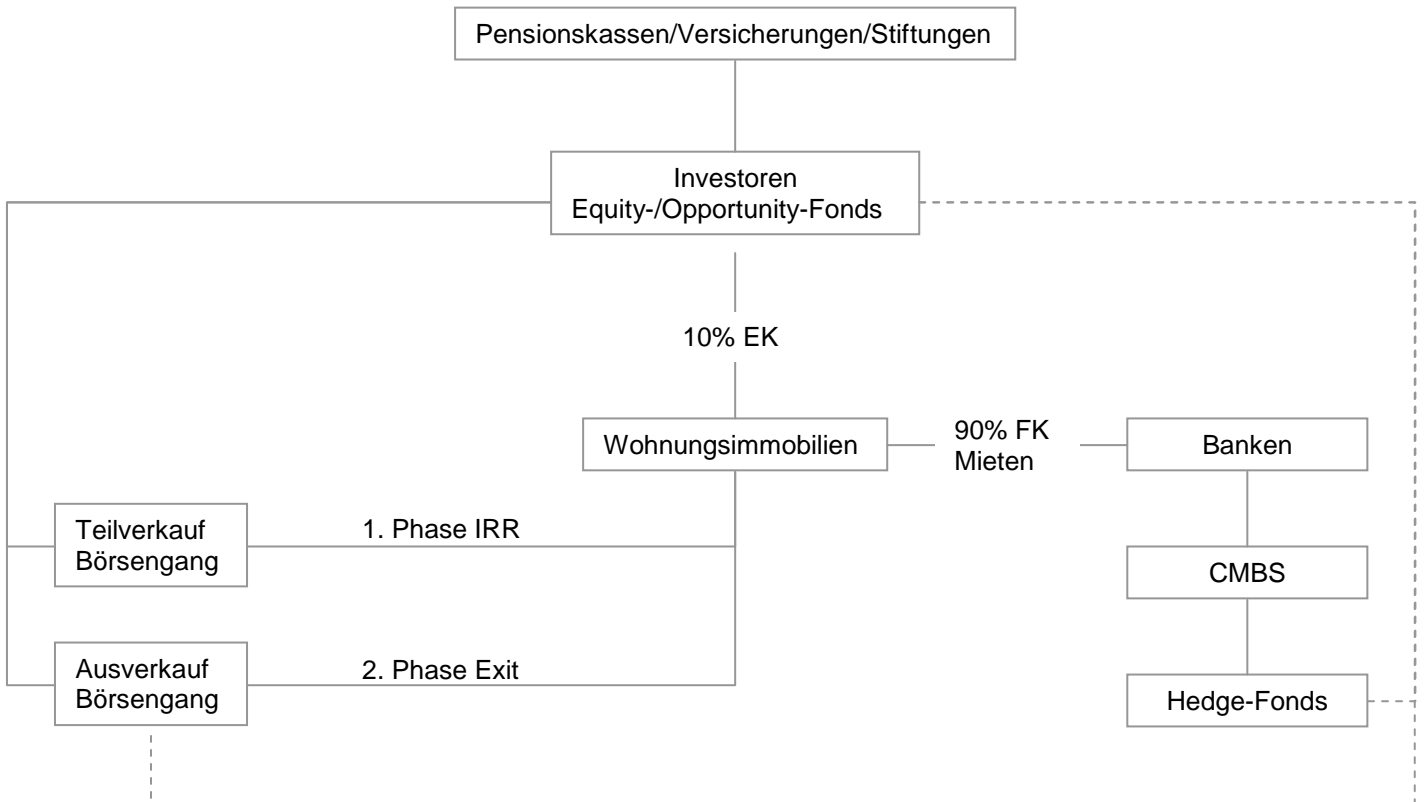 Pensionskassen/Versicherungen/Stiftungen
Investoren
Equity-/Opportunity-Fonds
10% EK
Wohnungsimmobilien
90% FK
Mieten
Banken
Teilverkauf
Börsengang
1. Phase IRR
CMBS
Ausverkauf
Börsengang
2. Phase Exit
Hedge-Fonds